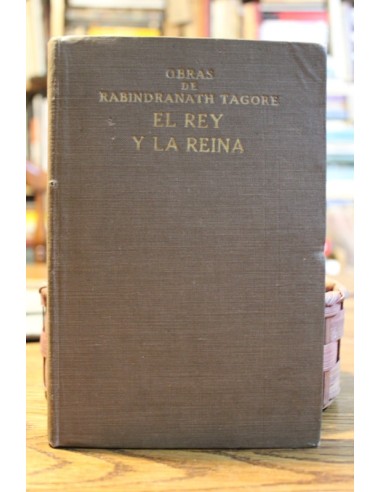 OBRAS
DE
RABINDRANATH TAGORE
EL REY
Y LA REINA